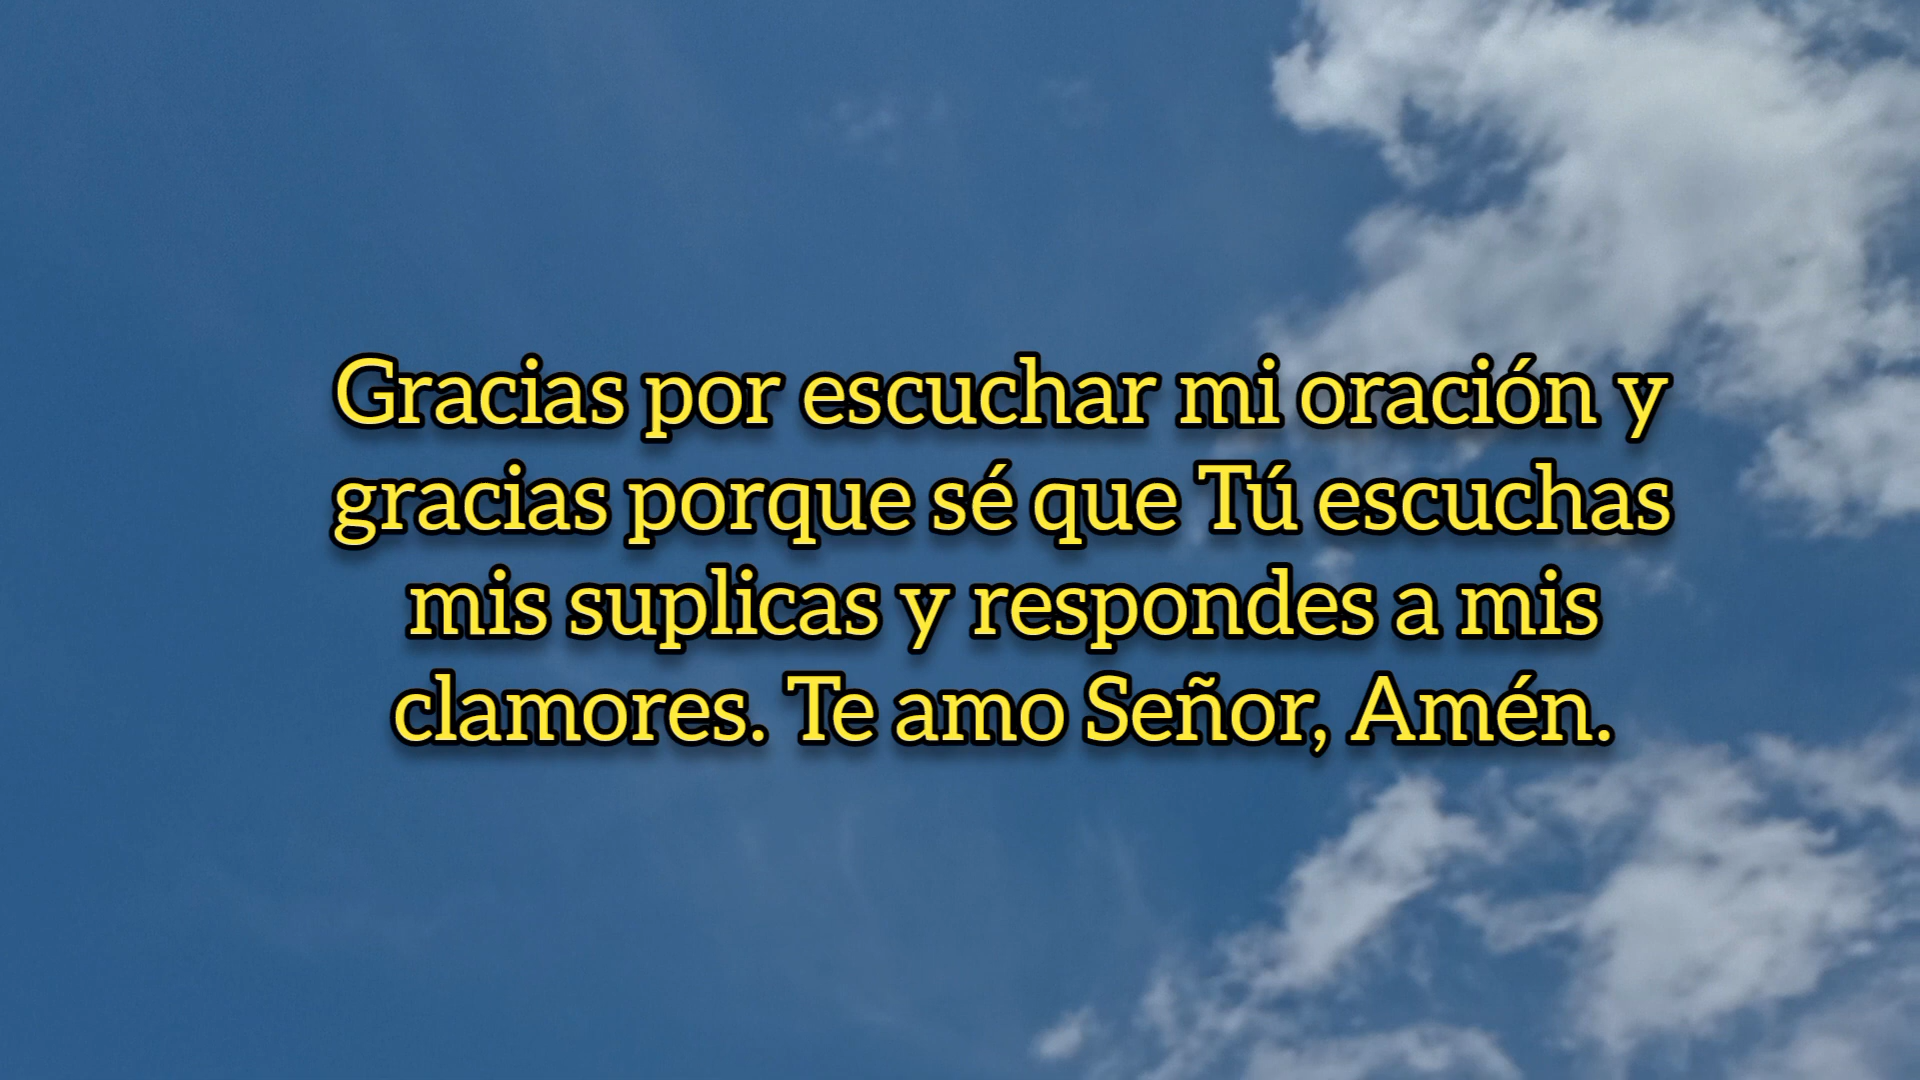 Gracias por escuchar mi oración y
gracias porque sé que Tú escuchas
mis suplicas y respondes a mis
clamores. Te amo Señor, Amén.